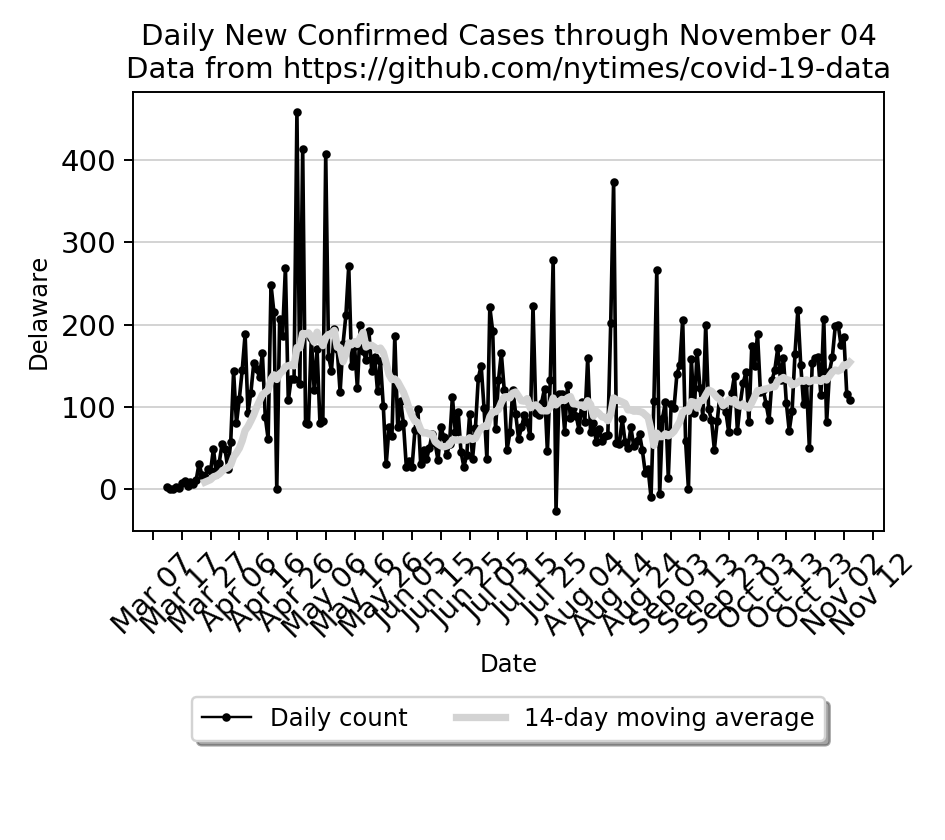 Daily New Confirmed Cases through November 04
Data from https://github.com/nytimes/covid-19-data
Delaware
400
300
200
100
0
Mar 07
Mar 17
Mar 27
Apr 06
Apr 16
Apr 26
May 06
May 16
May 26
Jun 05
Jun 15
Jun 25
Jul 05
Jul 15
Jul 25
Aug 04
Aug 14
Aug 24
Sep 03
Sep 13
Sep 23
Oct 03
Oct 13
Oct 23
Nov 02
Nov 12
Date
Daily count
14-day moving average